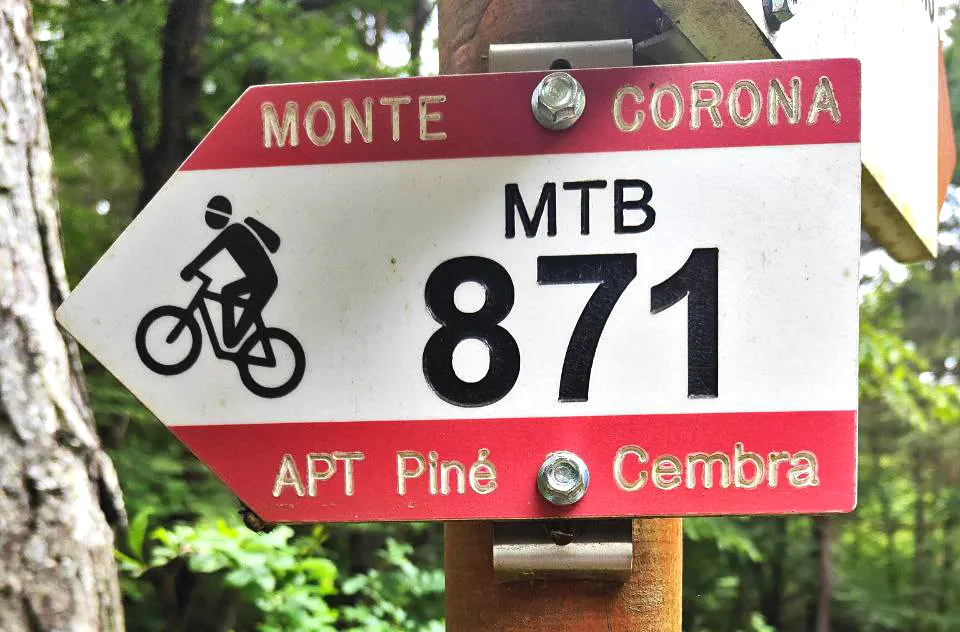 MONTE CORONA
MTB
871
APT Piné Cembra